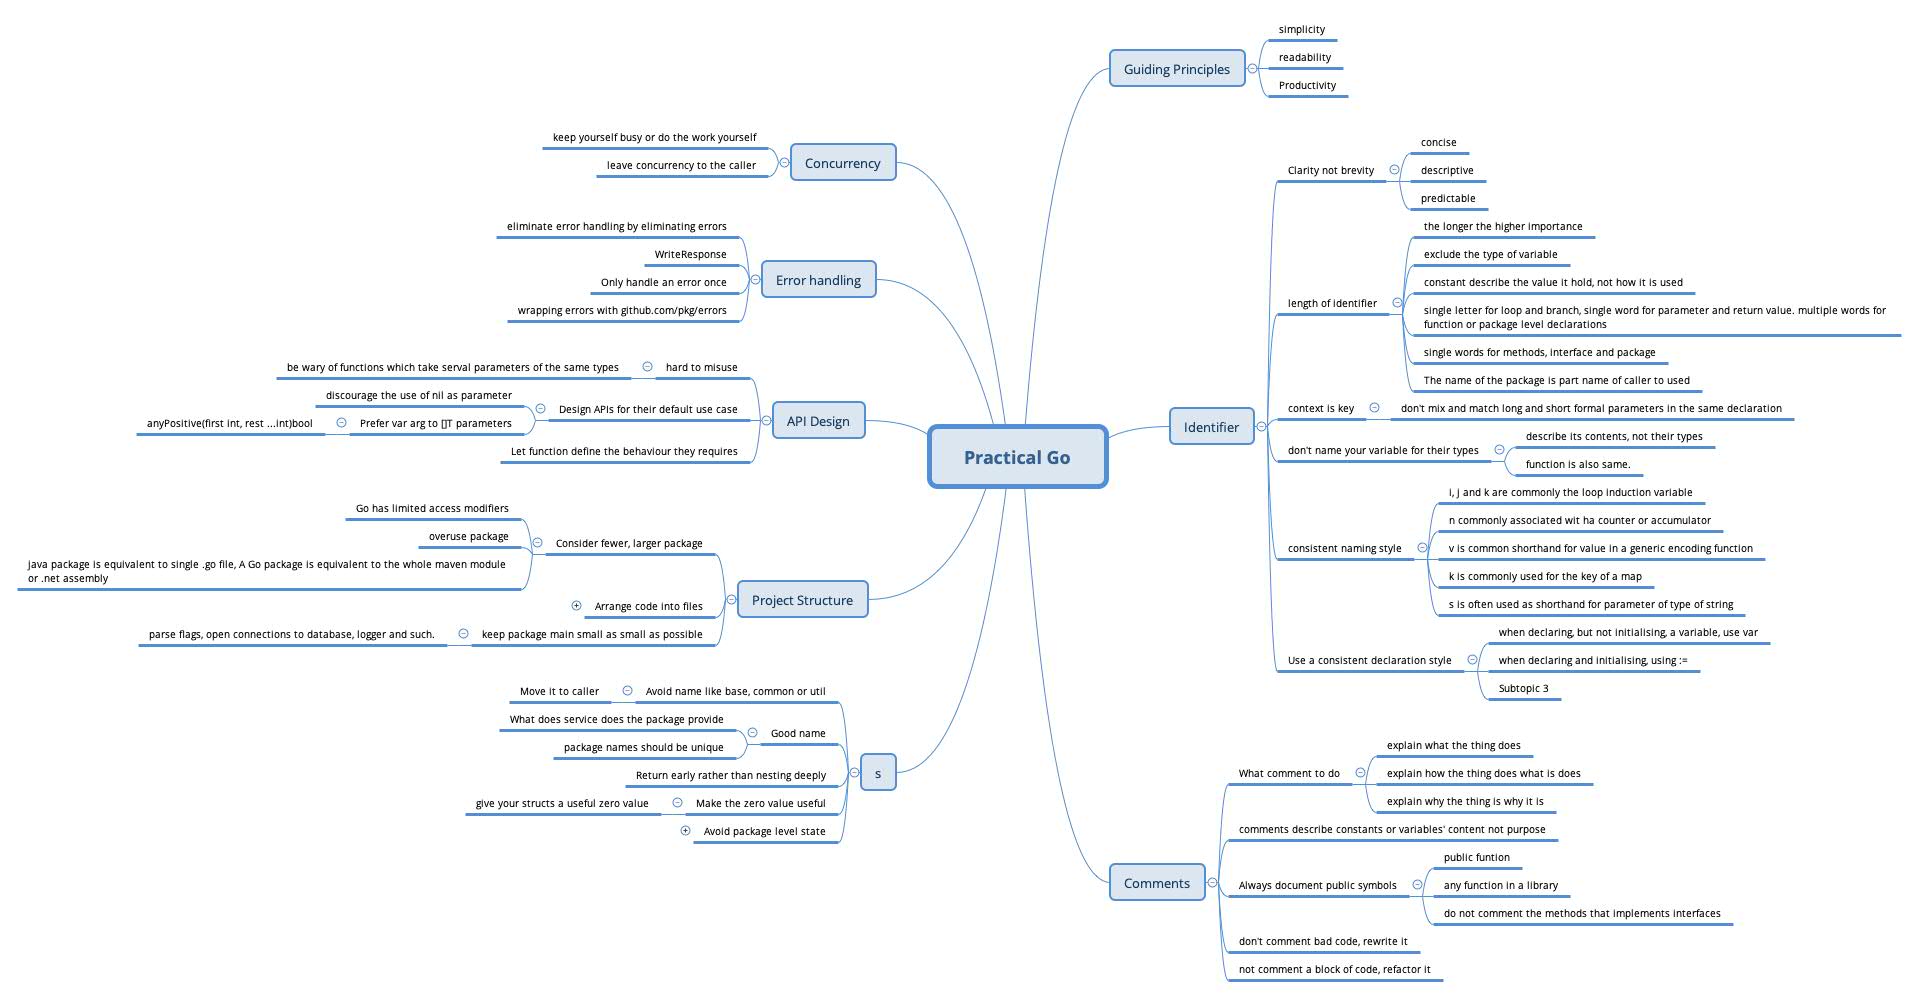 Practical Go
Guiding Principles
simplicity
readability
Productivity
Identifier
Clarity not brevity
concise
descriptive
predictable
length of identifier
the longer the higher importance
exclude the type of variable
constant describe the value it hold, not how it is used
single letter for loop and branch, single word for parameter and return value. multiple words for
function or package level declarations
single words for methods, interface and package
The name of the package is part name of caller to used
context is key
don't mix and match long and short formal parameters in the same declaration
don't name your variable for their types
describe its contents, not their types
function is also same.
consistent naming style
i, j and k are commonly the loop induction variable
n commonly associated wit ha counter or accumulator
v is common shorthand for value in a generic encoding function
k is commonly used for the key of a map
s is often used as shorthand for parameter of type of string
Use a consistent declaration style
when declaring, but not initialising, a variable, use var
when declaring and initialising, using :=
Subtopic 3
Comments
What comment to do
explain what the thing does
explain how the thing does what is does
explain why the thing is why it is
comments describe constants or variables' content not purpose
Always document public symbols
public funtion
any function in a library
do not comment the methods that implements interfaces
don't comment bad code, rewrite it
not comment a block of code, refactor it
Concurrency
keep yourself busy or do the work yourself
leave concurrency to the caller
Error handling
eliminate error handling by eliminating errors
WriteResponse
Only handle an error once
wrapping errors with github.com/pkg/errors
API Design
hard to misuse
be wary of functions which take serval parameters of the same types
Design APIs for their default use case
discourage the use of nil as parameter
Prefer var arg to []T parameters
anyPositive(first int, rest ...int)bool
Let function define the behaviour they requires
Project Structure
Consider fewer, larger package
Go has limited access modifiers
overuse package
Java package is equivalent to single .go file, A Go package is equivalent to the whole maven module
or .net assembly
Arrange code into files
keep package main small as small as possible
parse flags, open connections to database, logger and such.
s
Avoid name like base, common or util
Move it to caller
Good name
What does service does the package provide
package names should be unique
Return early rather than nesting deeply
Make the zero value useful
give your structs a useful zero value
Avoid package level state